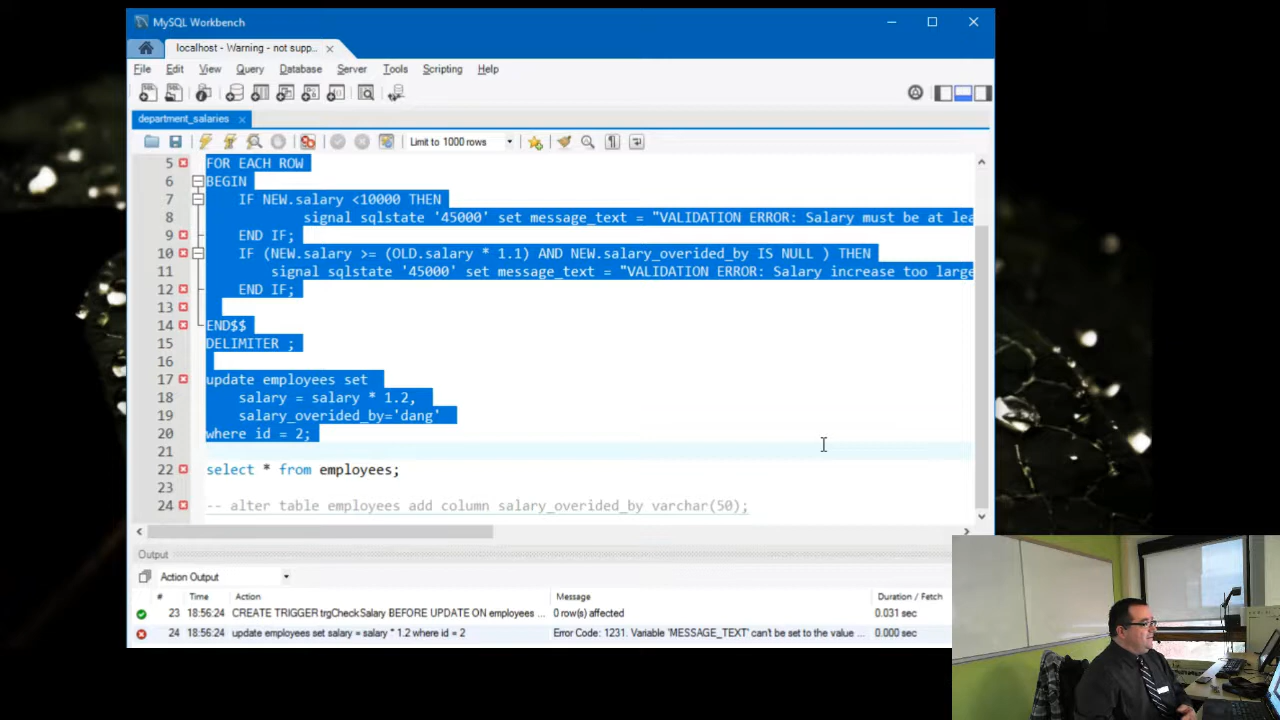 MySQL Workbench
localhost - Warning - not supp...
File Edit View Query Database Server Tools Scripting Help
department_salaries
Limit to 1000 rows
5 FOR EACH ROW
6 BEGIN
7 IF NEW.salary <10000 THEN
8 signal sqlstate '45000' set message_text = "VALIDATION ERROR: Salary must be at lea
9 END IF;
10 IF (NEW.salary >= (OLD.salary * 1.1) AND NEW.salary_overided_by IS NULL ) THEN
11 signal sqlstate '45000' set message_text = "VALIDATION ERROR: Salary increase too large
12 END IF;
13
14 END$$
15 DELIMITER ;
16
17 update employees set
18 salary = salary * 1.2,
19 salary_overided_by='dang'
20 where id = 2;
21
22 select * from employees;
23
24 -- alter table employees add column salary_overided_by varchar(50);
Output
Action Output
# Time Action Message Duration / Fetch
23 18:56:24 CREATE TRIGGER trgCheckSalary BEFORE UPDATE ON employees ... 0 row(s) affected 0.031 sec
24 18:56:24 update employees set salary = salary * 1.2 where id = 2 Error Code: 1231. Variable 'MESSAGE_TEXT' can't be set to the value ... 0.000 sec